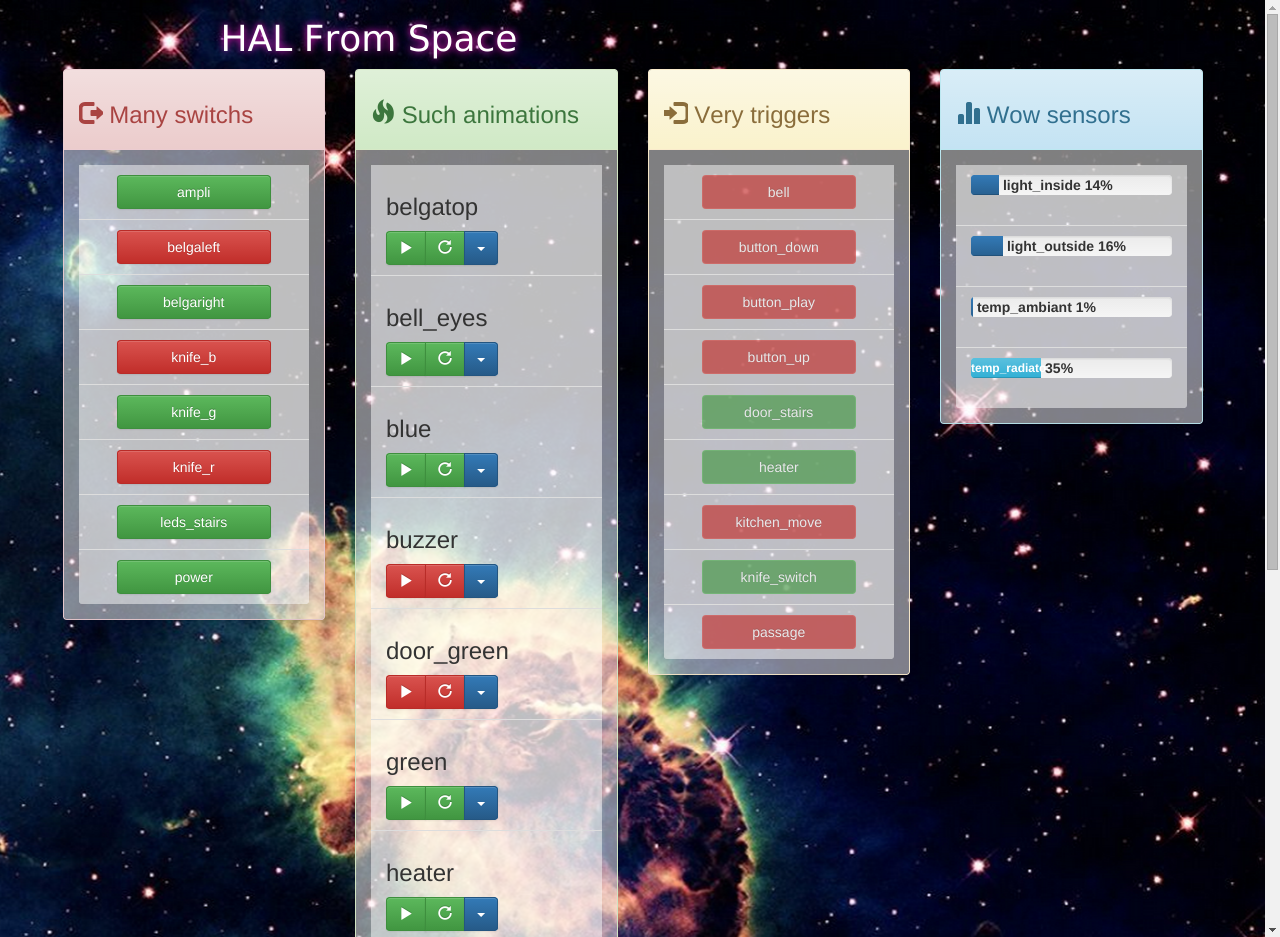 HAL From Space
Many switchs
ampli
belgaleft
belgaright
knife_b
knife_g
knife_r
leds_stairs
power
Such animations
belgatop
bell_eyes
blue
buzzer
door_green
green
heater
Very triggers
bell
button_down
button_play
button_up
door_stairs
heater
kitchen_move
knife_switch
passage
Wow sensors
light_inside 14%
light_outside 16%
temp_ambiant 1%
temp_radiat 35%